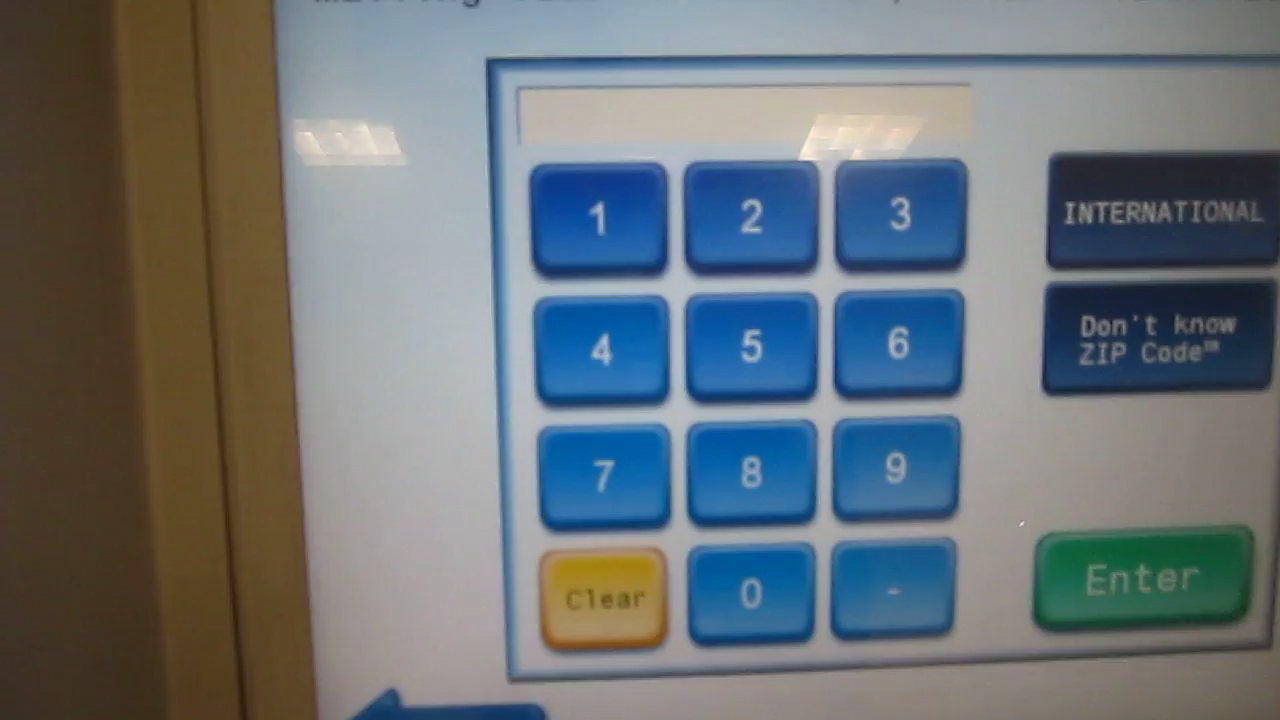 1 2 3 INTERNATIONAL
4 5 6 Don't know
ZIP Code™
7 8 9
Clear 0 - Enter